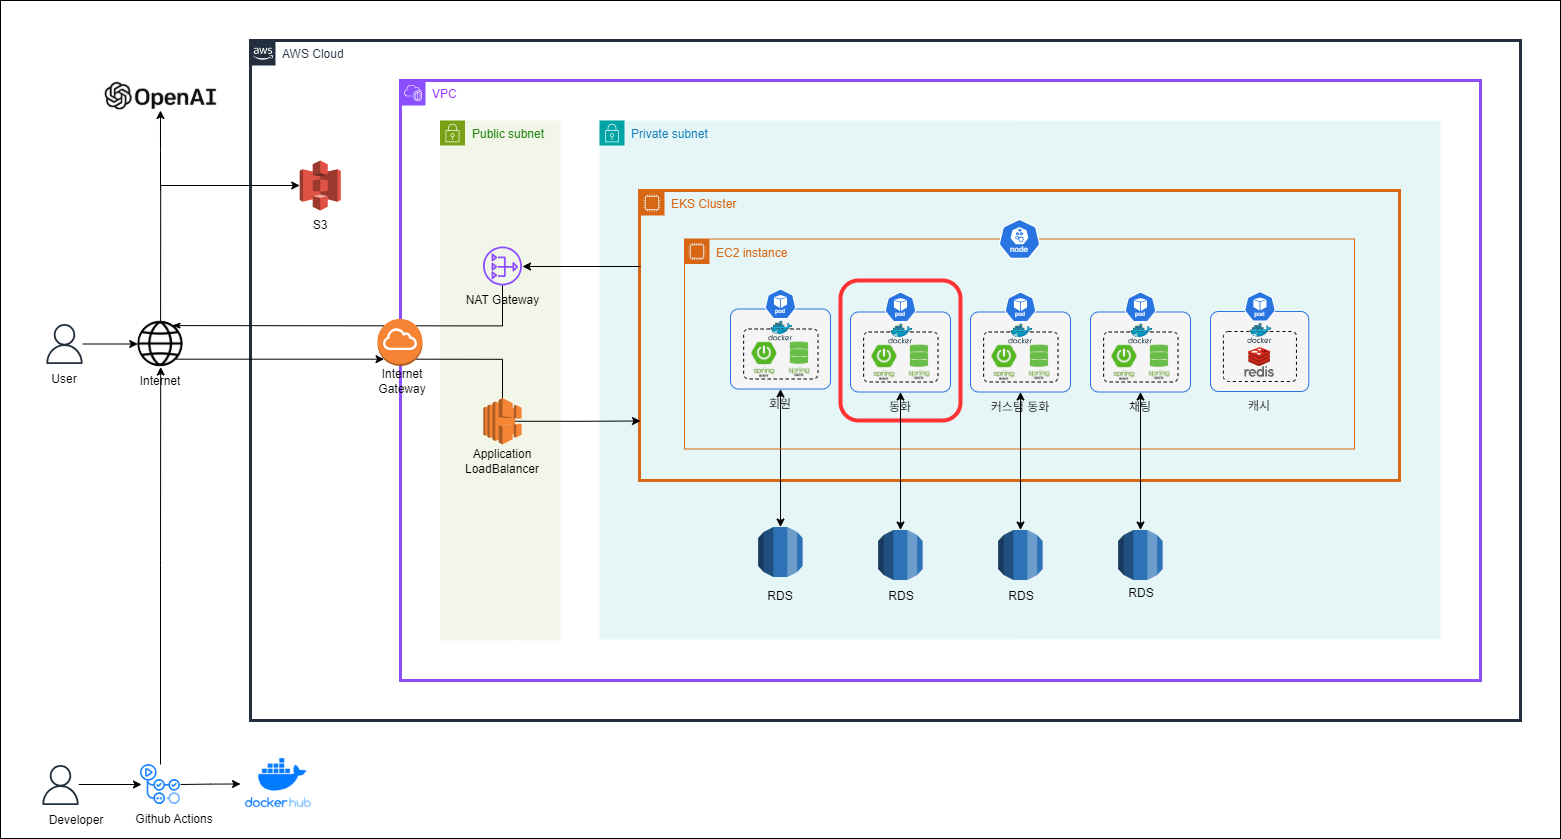 aws
AWS Cloud
OpenAI
VPC
Public subnet
Private subnet
S3
EKS Cluster
EC2 instance
node
NAT Gateway
pod
docker
spring
spring
회원
pod
docker
spring
spring
동화
pod
docker
spring
spring
커스텀 동화
pod
docker
spring
spring
채팅
pod
docker
redis
캐시
User
Internet
Internet
Gateway
Application
LoadBalancer
RDS
RDS
RDS
RDS
Developer
Github Actions
docker hub